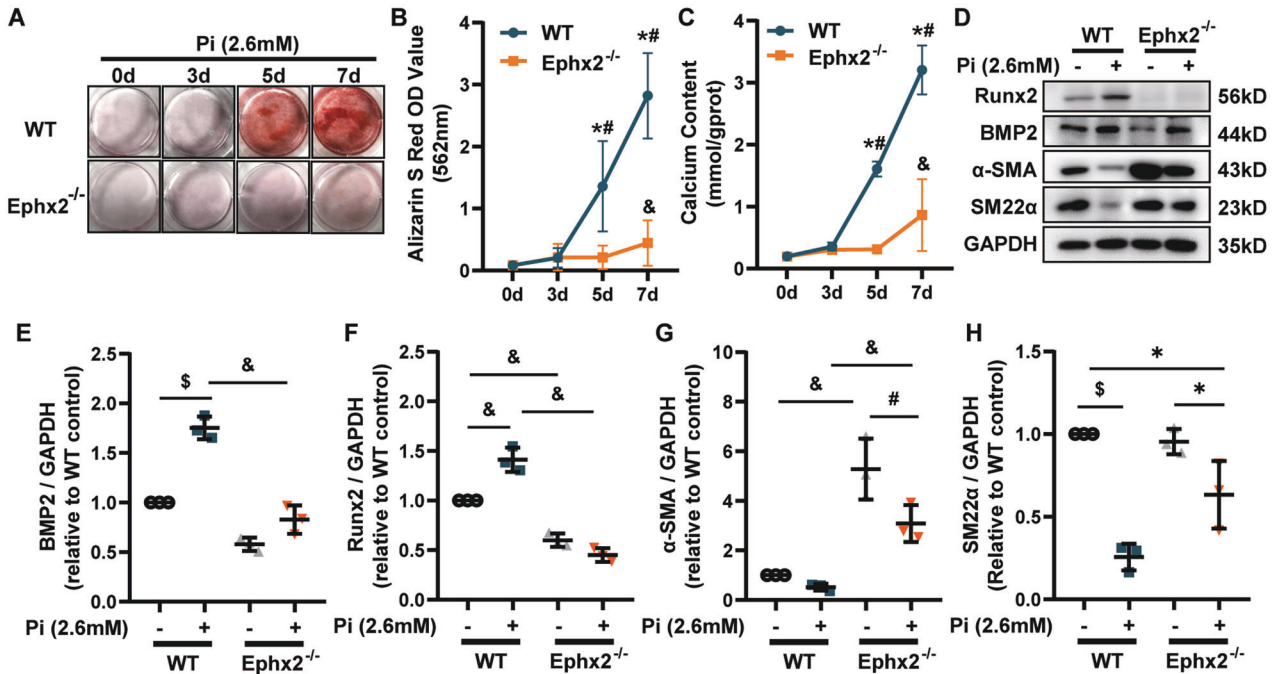 A
Pi (2.6mM)
0d 3d 5d 7d
WT
Ephx2-/-
B
Alizarin S Red OD Value
(562/nm)
WT
Ephx2-/-
*#
*#
&
4
3
2
1
0
0d 3d 5d 7d
C
Calcium Content
(mmol/gprot)
WT
Ephx2-/-
*#
*#
&
4
3
2
1
0
0d 3d 5d 7d
D
WT Ephx2-/-
Pi (2.6mM) - + - +
Runx2 56kD
BMP2 44kD
α-SMA 43kD
SM22α 23kD
GAPDH 35kD
E
BMP2 / GAPDH
(relative to WT control)
2.5
2.0
1.5
1.0
0.5
0.0
$ &
Pi (2.6mM) - + - +
WT Ephx2-/-
F
Runx2 / GAPDH
(relative to WT control)
2.5
2.0
1.5
1.0
0.5
0.0
&
& &
Pi (2.6mM) - + - +
WT Ephx2-/-
G
α-SMA / GAPDH
(relative to WT control)
10
8
6
4
2
0
&
& #
Pi (2.6mM) - + - +
WT Ephx2-/-
H
SM22α / GAPDH
(Relative to WT control)
1.5
1.0
0.5
0.0
*
$ *
Pi (2.6mM) - + - +
WT Ephx2-/-